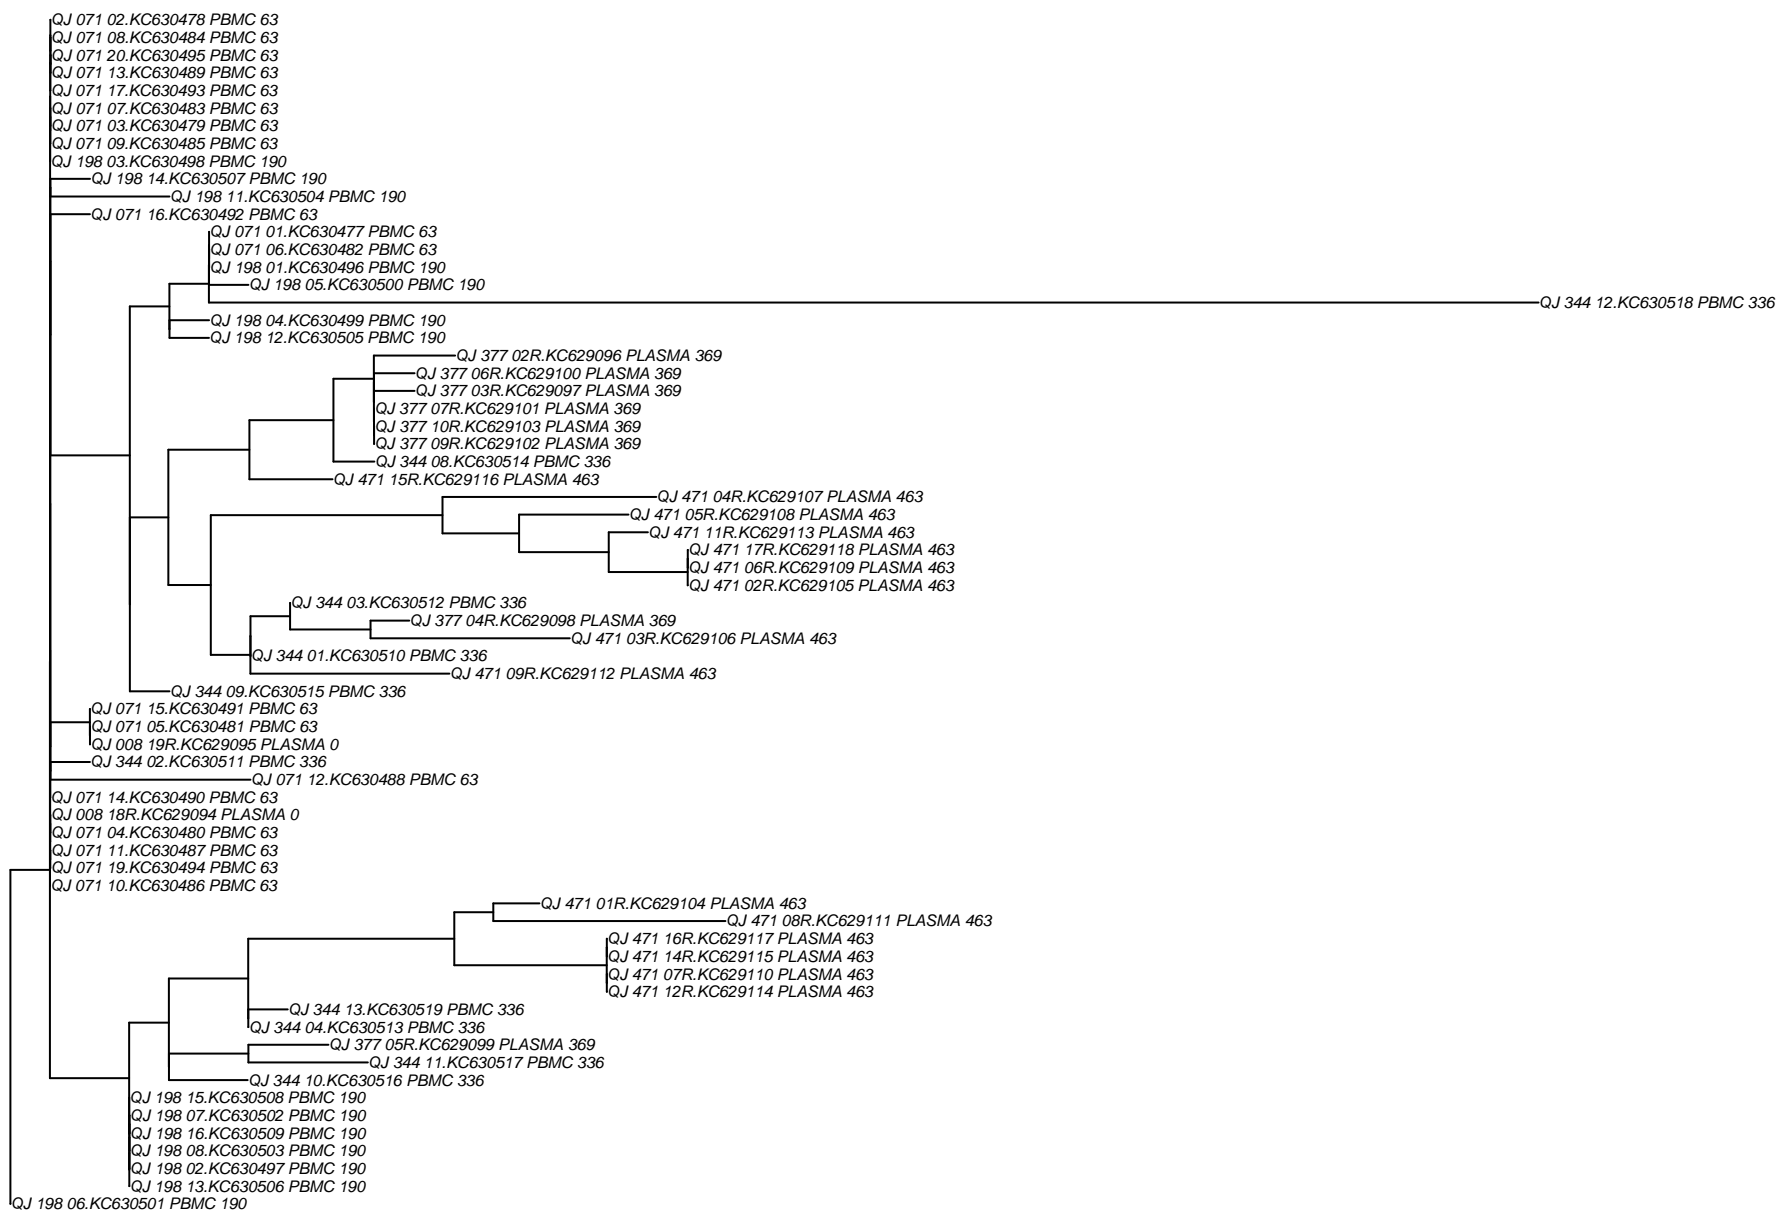 QJ 071 02.KC630478 PBMC 63
QJ 071 08.KC630484 PBMC 63
QJ 071 20.KC630495 PBMC 63
QJ 071 13.KC630489 PBMC 63
QJ 071 17.KC630493 PBMC 63
QJ 071 07.KC630483 PBMC 63
QJ 071 03.KC630479 PBMC 63
QJ 071 09.KC630485 PBMC 63
QJ 198 03.KC630498 PBMC 190
QJ 198 14.KC630507 PBMC 190
QJ 198 11.KC630504 PBMC 190
QJ 071 16.KC630492 PBMC 63
QJ 071 01.KC630477 PBMC 63
QJ 071 06.KC630482 PBMC 63
QJ 198 01.KC630496 PBMC 190
QJ 198 05.KC630500 PBMC 190
QJ 344 12.KC630518 PBMC 336
QJ 198 04.KC630499 PBMC 190
QJ 198 12.KC630505 PBMC 190
QJ 377 02R.KC629096 PLASMA 369
QJ 377 06R.KC629100 PLASMA 369
QJ 377 03R.KC629097 PLASMA 369
QJ 377 07R.KC629101 PLASMA 369
QJ 377 10R.KC629103 PLASMA 369
QJ 377 09R.KC629102 PLASMA 369
QJ 344 08.KC630514 PBMC 336
QJ 471 15R.KC629116 PLASMA 463
QJ 471 04R.KC629107 PLASMA 463
QJ 471 05R.KC629108 PLASMA 463
QJ 471 11R.KC629113 PLASMA 463
QJ 471 17R.KC629118 PLASMA 463
QJ 471 06R.KC629109 PLASMA 463
QJ 471 02R.KC629105 PLASMA 463
QJ 344 03.KC630512 PBMC 336
QJ 377 04R.KC629098 PLASMA 369
QJ 471 03R.KC629106 PLASMA 463
QJ 344 01.KC630510 PBMC 336
QJ 471 09R.KC629112 PLASMA 463
QJ 344 09.KC630515 PBMC 336
QJ 071 15.KC630491 PBMC 63
QJ 071 05.KC630481 PBMC 63
QJ 008 19R.KC629095 PLASMA 0
QJ 344 02.KC630511 PBMC 336
QJ 071 12.KC630488 PBMC 63
QJ 071 14.KC630490 PBMC 63
QJ 008 18R.KC629094 PLASMA 0
QJ 071 04.KC630480 PBMC 63
QJ 071 11.KC630487 PBMC 63
QJ 071 19.KC630494 PBMC 63
QJ 071 10.KC630486 PBMC 63
QJ 471 01R.KC629104 PLASMA 463
QJ 471 08R.KC629111 PLASMA 463
QJ 471 16R.KC629117 PLASMA 463
QJ 471 14R.KC629115 PLASMA 463
QJ 471 07R.KC629110 PLASMA 463
QJ 471 12R.KC629114 PLASMA 463
QJ 344 13.KC630519 PBMC 336
QJ 344 04.KC630513 PBMC 336
QJ 377 05R.KC629099 PLASMA 369
QJ 344 11.KC630517 PBMC 336
QJ 344 10.KC630516 PBMC 336
QJ 198 15.KC630508 PBMC 190
QJ 198 07.KC630502 PBMC 190
QJ 198 16.KC630509 PBMC 190
QJ 198 08.KC630503 PBMC 190
QJ 198 02.KC630497 PBMC 190
QJ 198 13.KC630506 PBMC 190
QJ 198 06.KC630501 PBMC 190